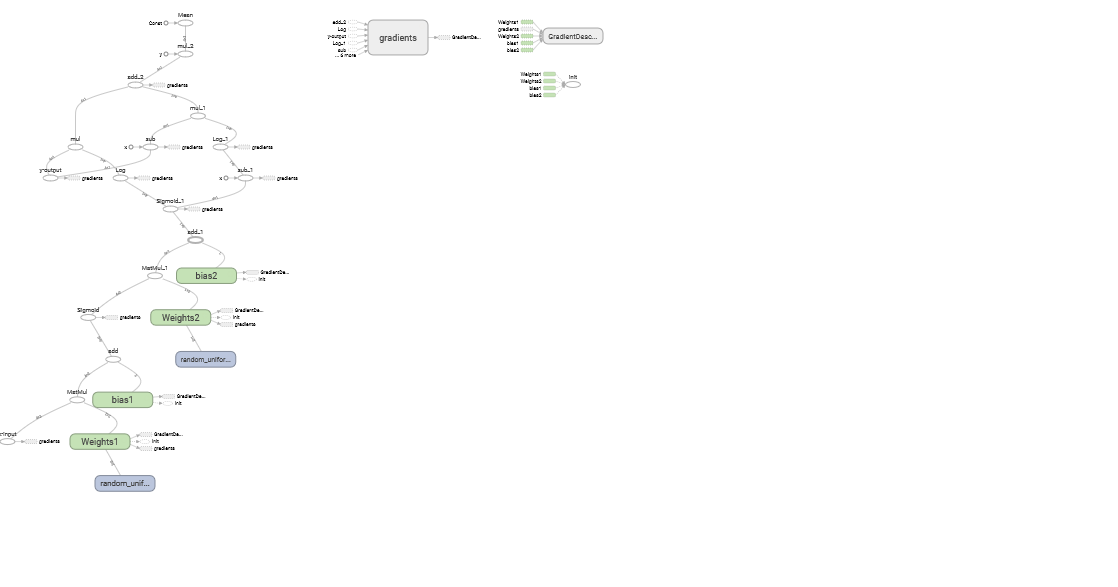 Mean
Const
mul_2
y
add_2
gradients
mul_1
mul
x
sub
gradients
Log_1
gradients
y-output
gradients
Log
gradients
x
sub_1
gradients
Sigmoid_1
gradients
add_1
MatMul_1
bias2
GradientDe...
init
Sigmoid
gradients
Weights2
GradientDe...
init
gradients
add
random_unifor...
MatMul
bias1
GradientDe...
init
gradients
Weights1
GradientDe...
init
gradients
random_unif...
add_2
Log
y-output
Log_1
sub
... 6 more
gradients
GradientDe...
Weights1
gradients
Weights2
bias1
bias2
GradientDesc...
Weights1
Weights2
bias1
bias2
init